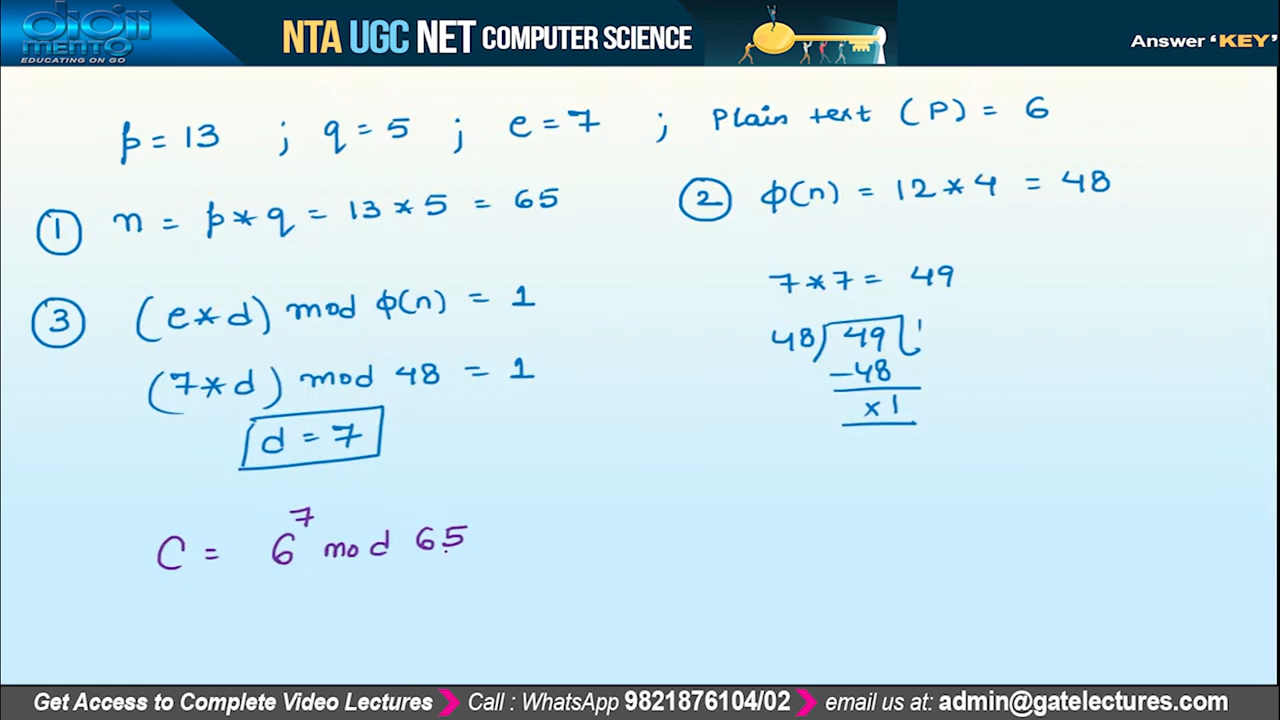 didii
MENTO
EDUCATING ON GO
NTA UGC NET COMPUTER SCIENCE
Answer ‘KEY’
p = 13 ; q = 5 ; e = 7 ; Plain text (P) = 6
① n = p * q = 13 * 5 = 65
② φ(n) = 12 * 4 = 48
③ (e * d) mod φ(n) = 1
(7 * d) mod 48 = 1
d = 7
7 * 7 = 49
48 ) 49 ( 1
-48
x 1
C = 6^7 mod 65
Get Access to Complete Video Lectures Call : WhatsApp 9821876104/02 email us at: admin@gatelectures.com